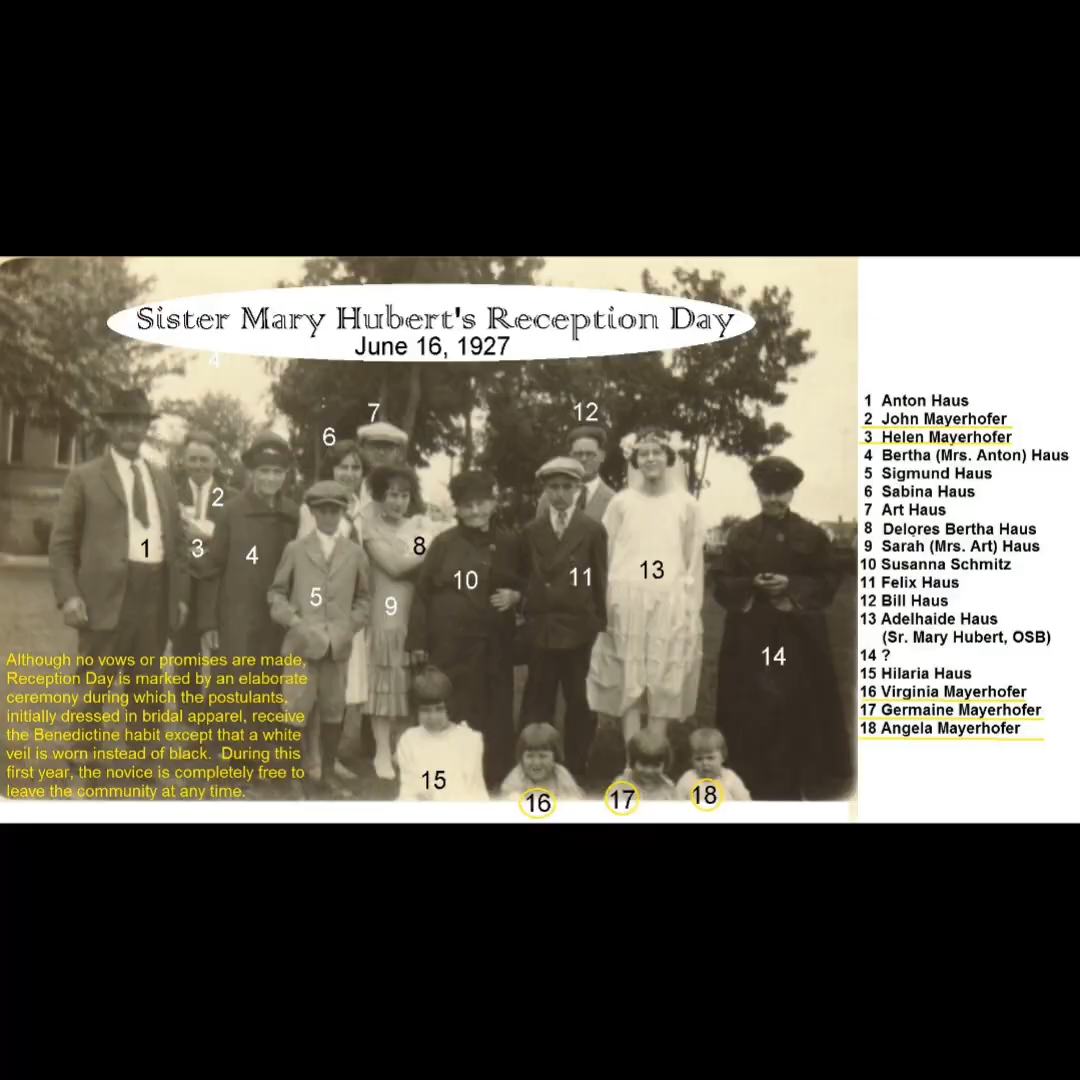 Sister Mary Hubert's Reception Day
June 16, 1927
4
7
12
6
2
1
3
4
8
9
5
10
11
13
14
15
16
17
18
Although no vows or promises are made,
Reception Day is marked by an elaborate
ceremony during which the postulants,
initially dressed in bridal apparel, receive
the Benedictine habit except that a white
veil is worn instead of black. During this
first year, the novice is completely free to
leave the community at any time.
1 Anton Haus
2 John Mayerhofer
3 Helen Mayerhofer
4 Bertha (Mrs. Anton) Haus
5 Sigmund Haus
6 Sabina Haus
7 Art Haus
8 Delores Bertha Haus
9 Sarah (Mrs. Art) Haus
10 Susanna Schmitz
11 Felix Haus
12 Bill Haus
13 Adelhaide Haus
(Sr. Mary Hubert, OSB)
14 ?
15 Hilaria Haus
16 Virginia Mayerhofer
17 Germaine Mayerhofer
18 Angela Mayerhofer